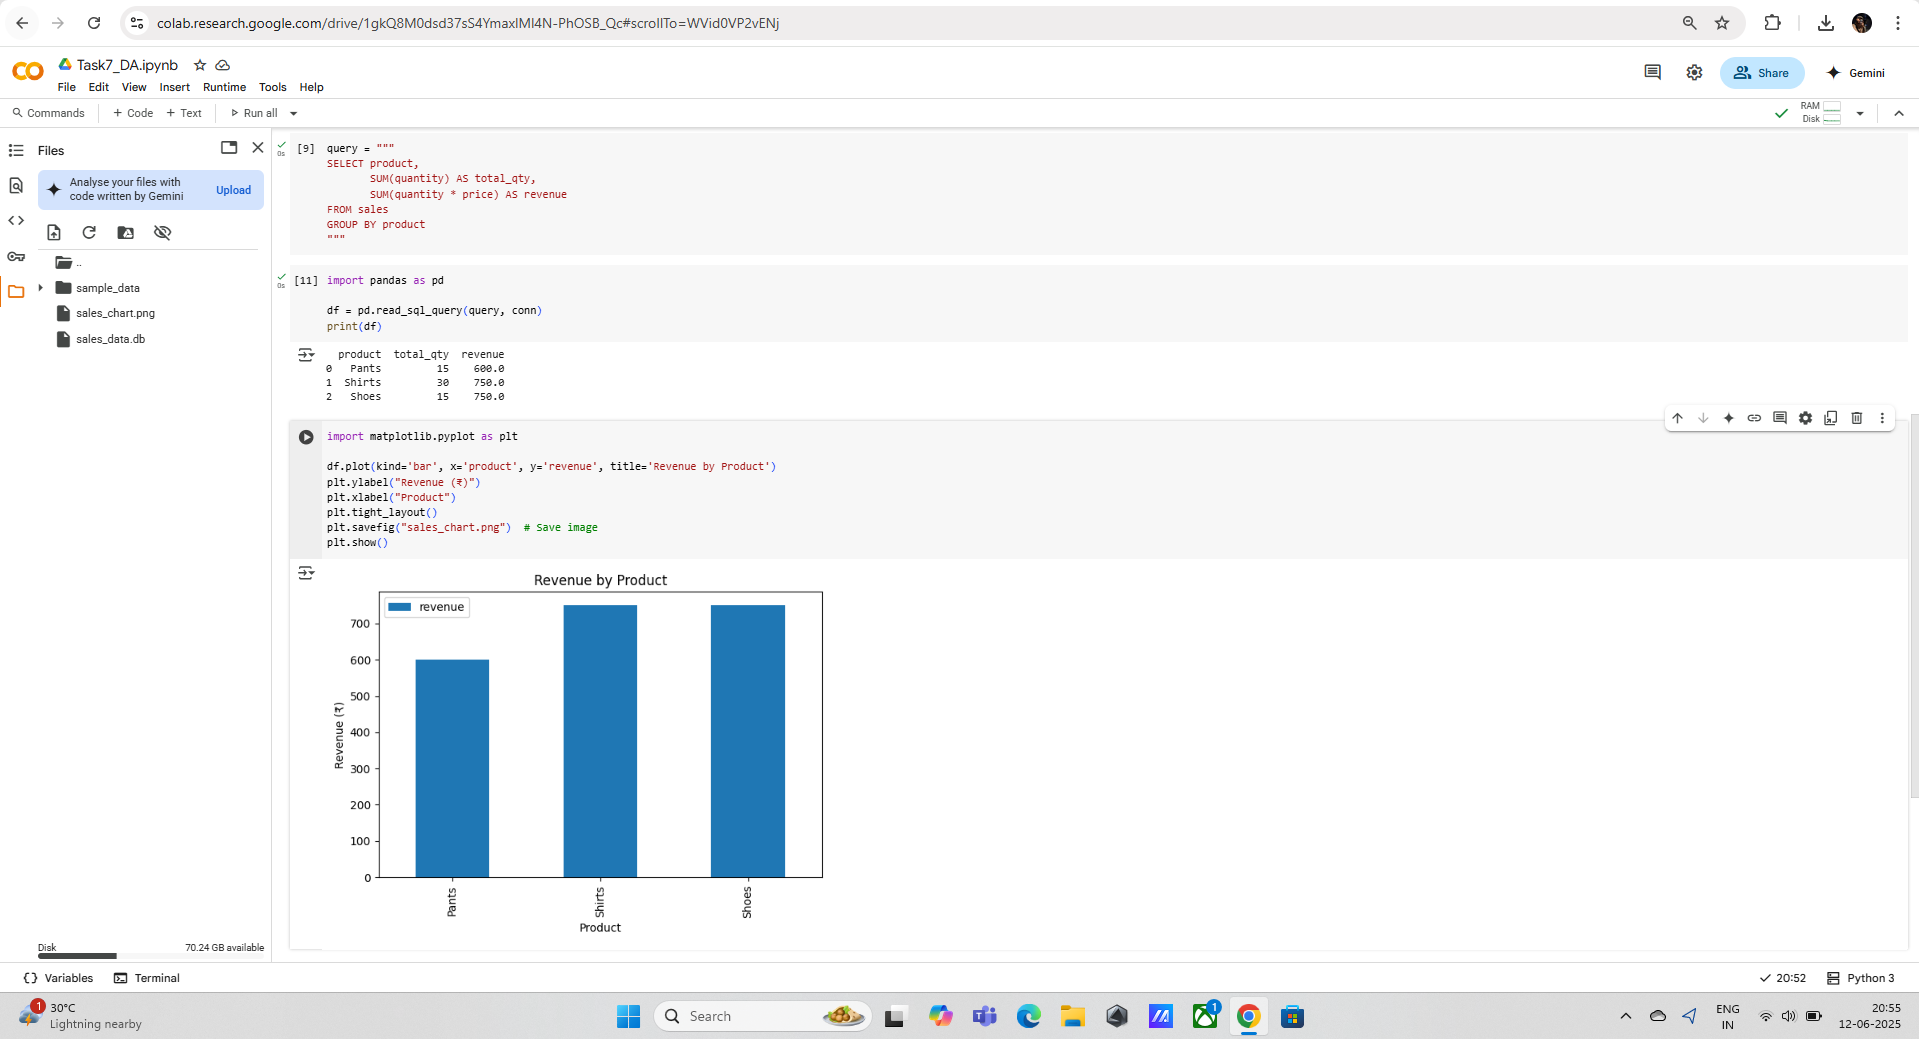 colab.research.google.com/drive/1gkQ8M0dsd37sS4YmaxIMI4N-PhOSB_Qc#scrollTo=WVid0VP2vENj
Task7_DA.ipynb
File Edit View Insert Runtime Tools Help
Share
Gemini
Commands + Code + Text Run all
RAM
Disk
Files
Analyse your files with
code written by Gemini
Upload
..
sample_data
sales_chart.png
sales_data.db
Disk 70.24 GB available
0s
[9] query = """
SELECT product,
SUM(quantity) AS total_qty,
SUM(quantity * price) AS revenue
FROM sales
GROUP BY product
"""
0s
[11] import pandas as pd
df = pd.read_sql_query(query, conn)
print(df)
product total_qty revenue
0 Pants 15 600.0
1 Shirts 30 750.0
2 Shoes 15 750.0
import matplotlib.pyplot as plt
df.plot(kind='bar', x='product', y='revenue', title='Revenue by Product')
plt.ylabel("Revenue (₹)")
plt.xlabel("Product")
plt.tight_layout()
plt.savefig("sales_chart.png")  # Save image
plt.show()
Revenue by Product
revenue
700
600
500
400
300
200
100
0
Revenue (₹)
Pants
Shirts
Shoes
Product
Variables Terminal
20:52 Python 3
1
30°C
Lightning nearby
Search
1
ENG
IN
20:55
12-06-2025